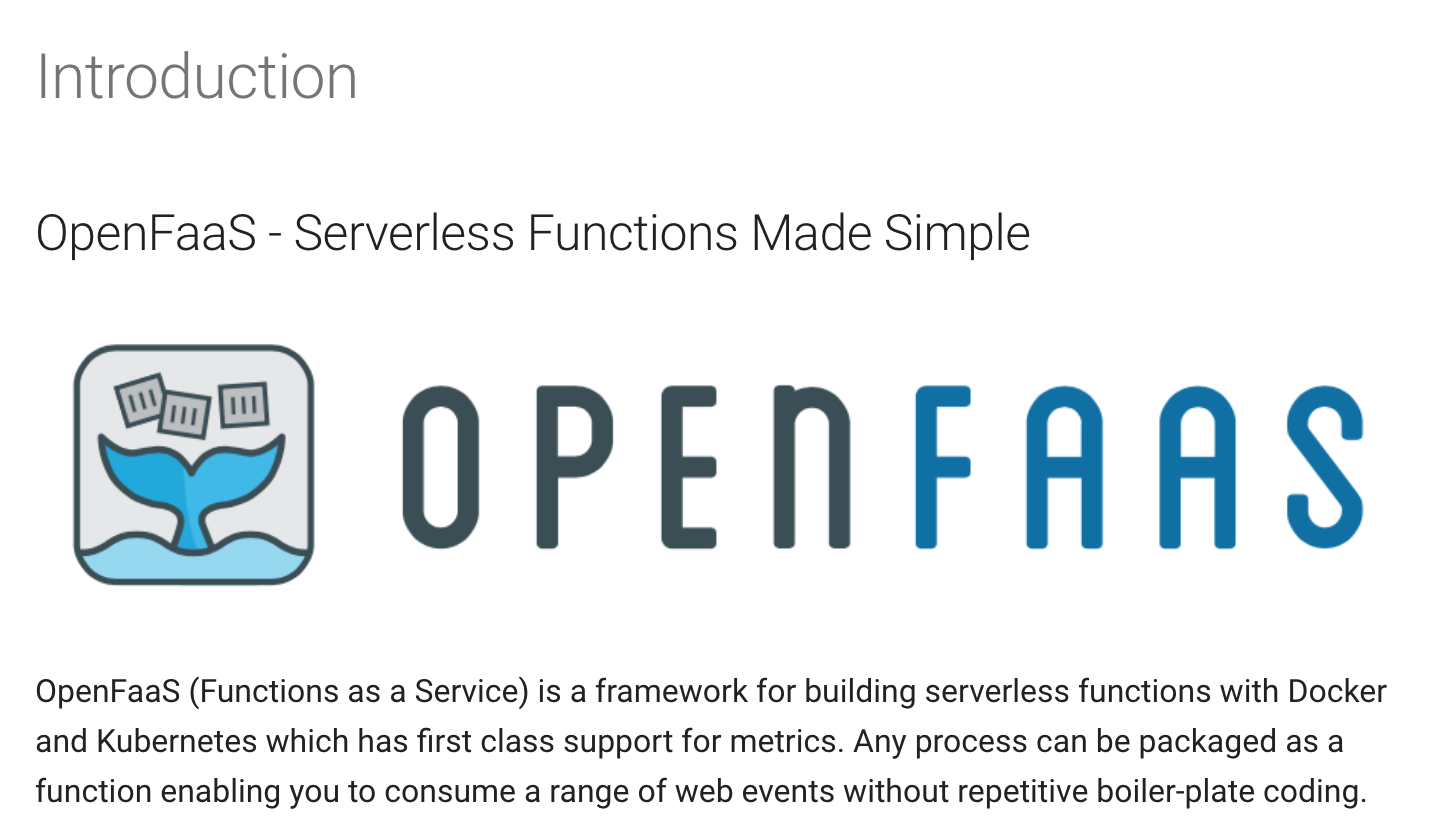 Introduction
OpenFaaS - Serverless Functions Made Simple
OPENFAAS
OpenFaaS (Functions as a Service) is a framework for building serverless functions with Docker
and Kubernetes which has first class support for metrics. Any process can be packaged as a
function enabling you to consume a range of web events without repetitive boiler-plate coding.